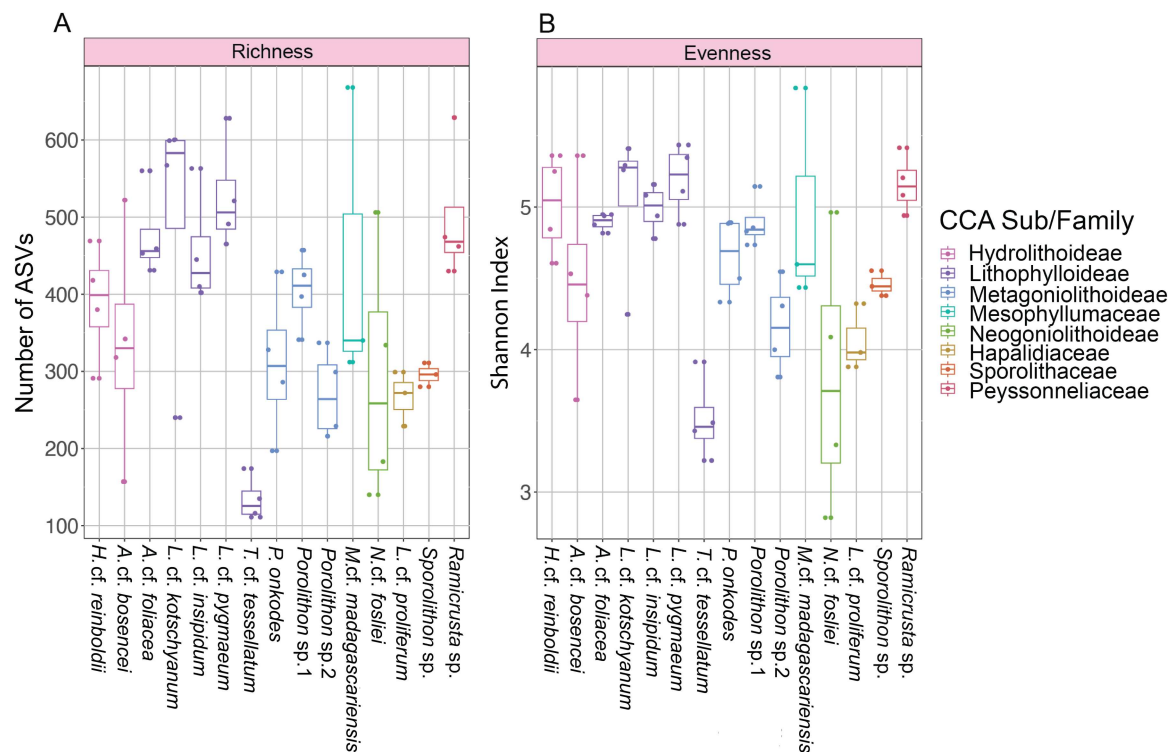 A
B
Richness
Evenness
Number of ASVs
600
500
400
300
200
100
H. cf. reinboldii
A. cf. bosencei
A. cf. foliacea
L. cf. kotschyanum
L. cf. insipidum
L. cf. pygmaeum
T. cf. tessellatum
P. onkodes
Porolithon sp.1
Porolithon sp.2
M.cf. madagascariensis
N.cf. fosliei
L. cf. proliferum
Sporolithon sp.
Ramicrusta sp.
Shannon Index
5
4
3
H. cf. reinboldii
A. cf. bosencei
A. cf. foliacea
L. cf. kotschyanum
L. cf. insipidum
L. cf. pygmaeum
T. cf. tessellatum
P. onkodes
Porolithon sp.1
Porolithon sp.2
M.cf. madagascariensis
N.cf. fosliei
L. cf. proliferum
Sporolithon sp.
Ramicrusta sp.
CCA Sub/Family
Hydrolithoideae
Lithophylloideae
Metagoniolithoideae
Mesophyllumaceae
Neogoniolithoideae
Hapalidiaceae
Sporolithaceae
Peyssonneliaceae